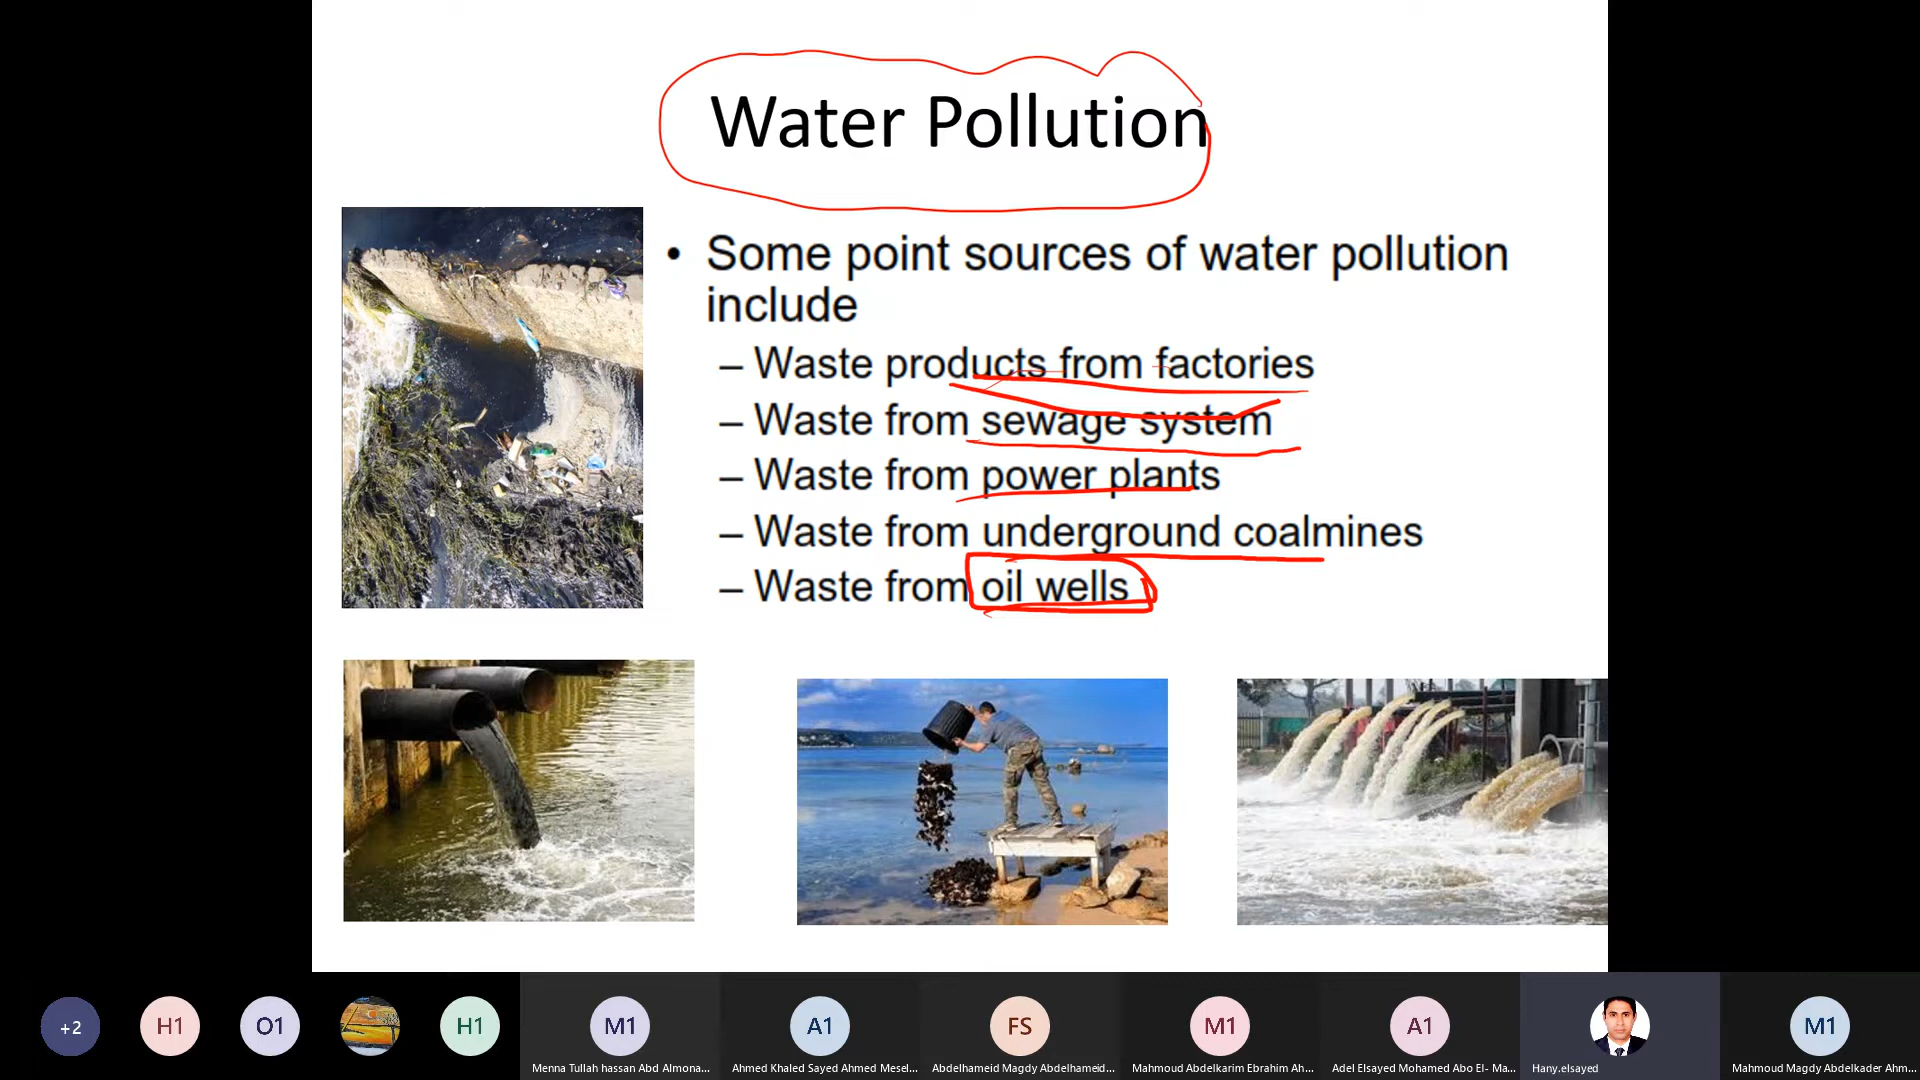 Water Pollution
• Some point sources of water pollution
include
– Waste products from factories
– Waste from sewage system
– Waste from power plants
– Waste from underground coalmines
– Waste from oil wells
+2
H1
O1
H1
M1
A1
FS
M1
A1
M1
Menna Tullah hassan Abd Almona...
Ahmed Khaled Sayed Ahmed Mesel...
Abdelhameid Magdy Abdelhameid...
Mahmoud Abdelkarim Ebrahim Ah...
Adel Elsayed Mohamed Abo El- Ma...
Hany.elsayed
Mahmoud Magdy Abdelkader Ahm...